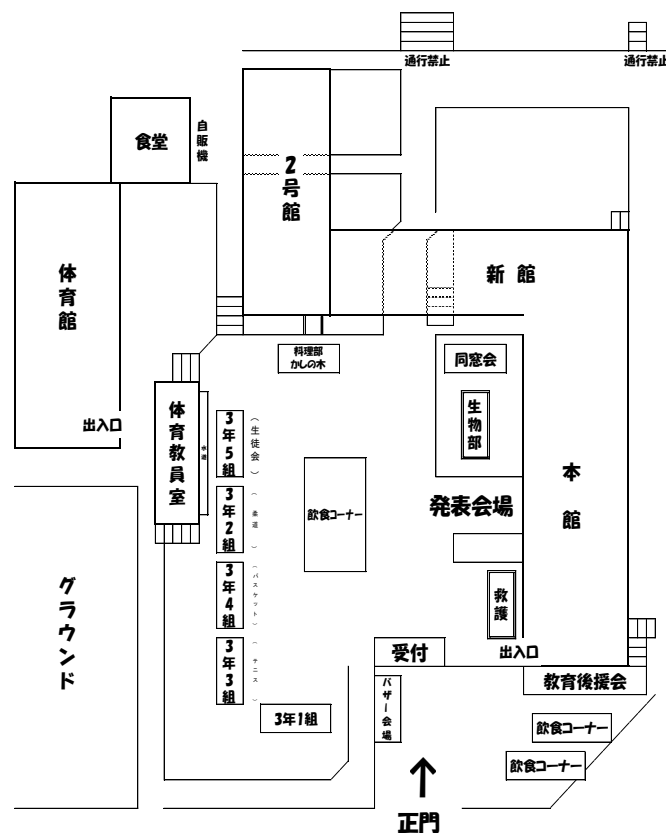 通行禁止
通行禁止
食堂
自販機
2号館
体育館
新館
料理部
かしの木
同窓会
出入口
体育教員室
水道
3年5組
(生徒会)
生物部
3年2組
(柔道)
飲食コーナー
発表会場
本館
グラウンド
3年4組
(バスケット)
救護
3年3組
(テニス)
受付
出入口
バザー会場
教育後援会
3年1組
飲食コーナー
飲食コーナー
正門